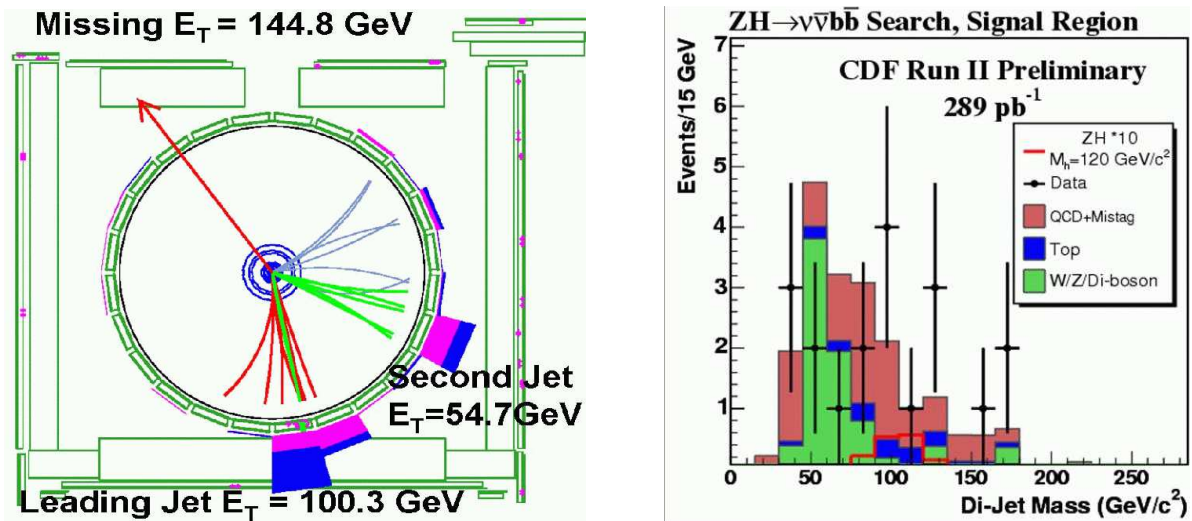 Missing E_T = 144.8 GeV
Second Jet
E_T=54.7GeV
Leading Jet E_T = 100.3 GeV
ZH→νν̄bb̄ Search, Signal Region
CDF Run II Preliminary
289 pb⁻¹
ZH *10
M_h=120 GeV/c²
Data
QCD+Mistag
Top
W/Z/Di-boson
Events/15 GeV
7
6
5
4
3
2
1
0 50 100 150 200 250
Di-Jet Mass (GeV/c²)